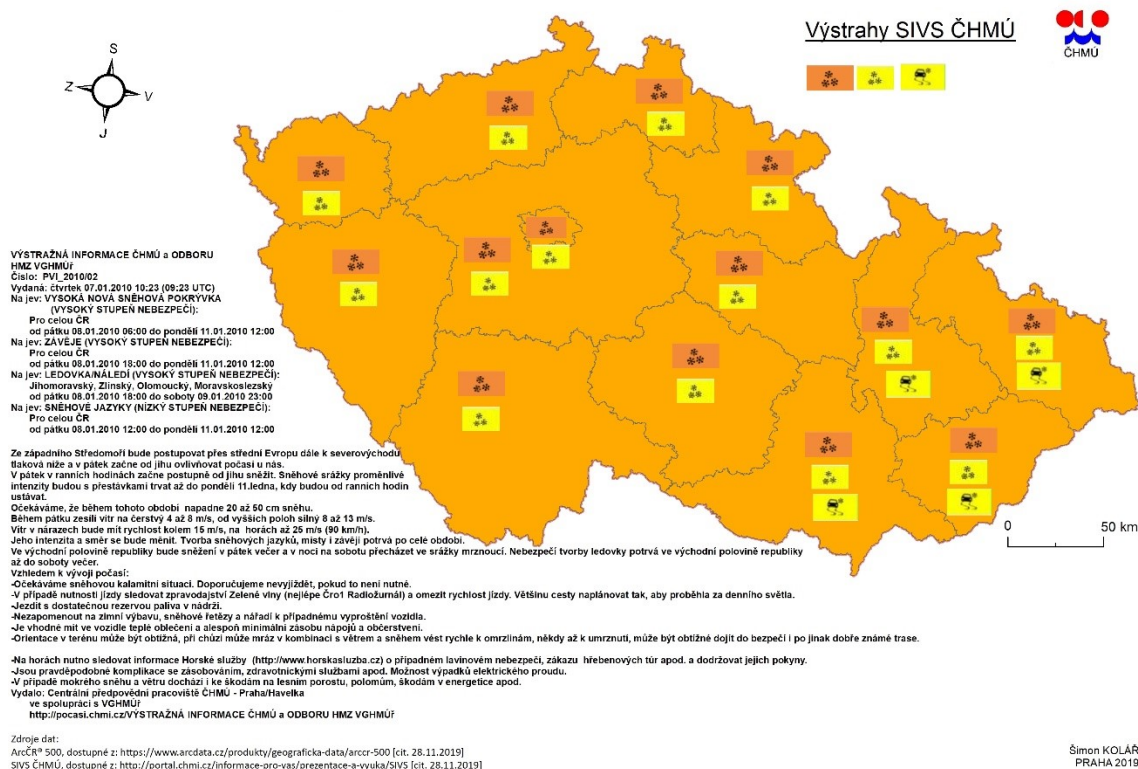 Výstrahy SIVS ČHMÚ
ČHMÚ
S
Z
V
J
VÝSTRAŽNÁ INFORMACE ČHMÚ a ODBORU
HMZ VGHMÚř
Číslo: PVI_2010/02
Vydaná: čtvrtek 07.01.2010 10:23 (09:23 UTC)
Na jev: VYSOKÁ NOVÁ SNĚHOVÁ POKRÝVKA
(VYSOKÝ STUPEŇ NEBEZPEČÍ):
Pro celou ČR
od pátku 08.01.2010 06:00 do pondělí 11.01.2010 12:00
Na jev: ZÁVĚJE (VYSOKÝ STUPEŇ NEBEZPEČÍ):
Pro celou ČR
od pátku 08.01.2010 18:00 do pondělí 11.01.2010 12:00
Na jev: LEDOVKA/NÁLEDÍ (VYSOKÝ STUPEŇ NEBEZPEČÍ):
Jihomoravský, Zlínský, Olomoucký, Moravskoslezský
od pátku 08.01.2010 18:00 do soboty 09.01.2010 23:00
Na jev: SNĚHOVÉ JAZYKY (NÍZKÝ STUPEŇ NEBEZPEČÍ):
Pro celou ČR
od pátku 08.01.2010 12:00 do pondělí 11.01.2010 12:00
Ze západního Středomoří bude postupovat přes střední Evropu dále k severovýchodu
tlaková níže a v pátek začne od jihu ovlivňovat počasí u nás.
V pátek v ranních hodinách začne postupně od jihu sněžit. Sněhové srážky proměnlivé
intenzity budou s přestávkami trvat až do pondělí 11.ledna, kdy budou od ranních hodin
ustávat.
Očekáváme, že během tohoto období napadne 20 až 50 cm sněhu.
Během pátku zesílí vítr na čerstvý 4 až 8 m/s, od vyšších poloh silný 8 až 13 m/s.
Vítr v nárazech bude mít rychlost kolem 15 m/s, na horách až 25 m/s (90 km/h).
Jeho intenzita a směr se bude měnit. Tvorba sněhových jazyků, místy i závějí potrvá po celé období.
Ve východní polovině republiky bude sněžení v pátek večer a v noci na sobotu přecházet ve srážky mrznoucí. Nebezpečí tvorby ledovky potrvá ve východní polovině republiky
až do soboty večer.
Vzhledem k vývoji počasí:
-Očekáváme sněhovou kalamitní situaci. Doporučujeme nevyjíždět, pokud to není nutné.
-V případě nutnosti jízdy sledovat zpravodajství Zelené vlny (nejlépe Čro1 Radiožurnál) a omezit rychlost jízdy. Většinu cesty naplánovat tak, aby proběhla za denního světla.
-Jezdit s dostatečnou rezervou paliva v nádrži.
-Nezapomenout na zimní výbavu, sněhové řetězy a nářadí k případnému vyproštění vozidla.
-Je vhodné mít ve vozidle teplé oblečení a alespoň minimální zásobu nápojů a občerstvení.
-Orientace v terénu může být obtížná, při chůzi může mráz v kombinaci s větrem a sněhem vést rychle k omrzlinám, někdy až k umrznutí, může být obtížné dojít do bezpečí i po jinak dobře známé trase.
-Na horách nutno sledovat informace Horské služby (http://www.horskasluzba.cz) o případném lavinovém nebezpečí, zákazu hřebenových túr apod. a dodržovat jejich pokyny.
-Jsou pravděpodobné komplikace se zásobováním, zdravotnickými službami apod. Možnost výpadků elektrického proudu.
-V případě mokrého sněhu a větru dochází i ke škodám na lesním porostu, polomům, škodám v energetice apod.
Vydalo: Centrální předpovědní pracoviště ČHMÚ - Praha/Havelka
ve spolupráci s VGHMÚř
http://pocasi.chmi.cz/VÝSTRAŽNÁ INFORMACE ČHMÚ a ODBORU HMZ VGHMÚř
0 50 km
Zdroje dat:
ArcČR® 500, dostupné z: https://www.arcdata.cz/produkty/geograficka-data/arccr-500 [cit. 28.11.2019]
SIVS ČHMÚ, dostupné z: http://portal.chmi.cz/informace-pro-vas/prezentace-a-vyuka/SIVS [cit. 28.11.2019]
Šimon KOLÁŘ
PRAHA 2019